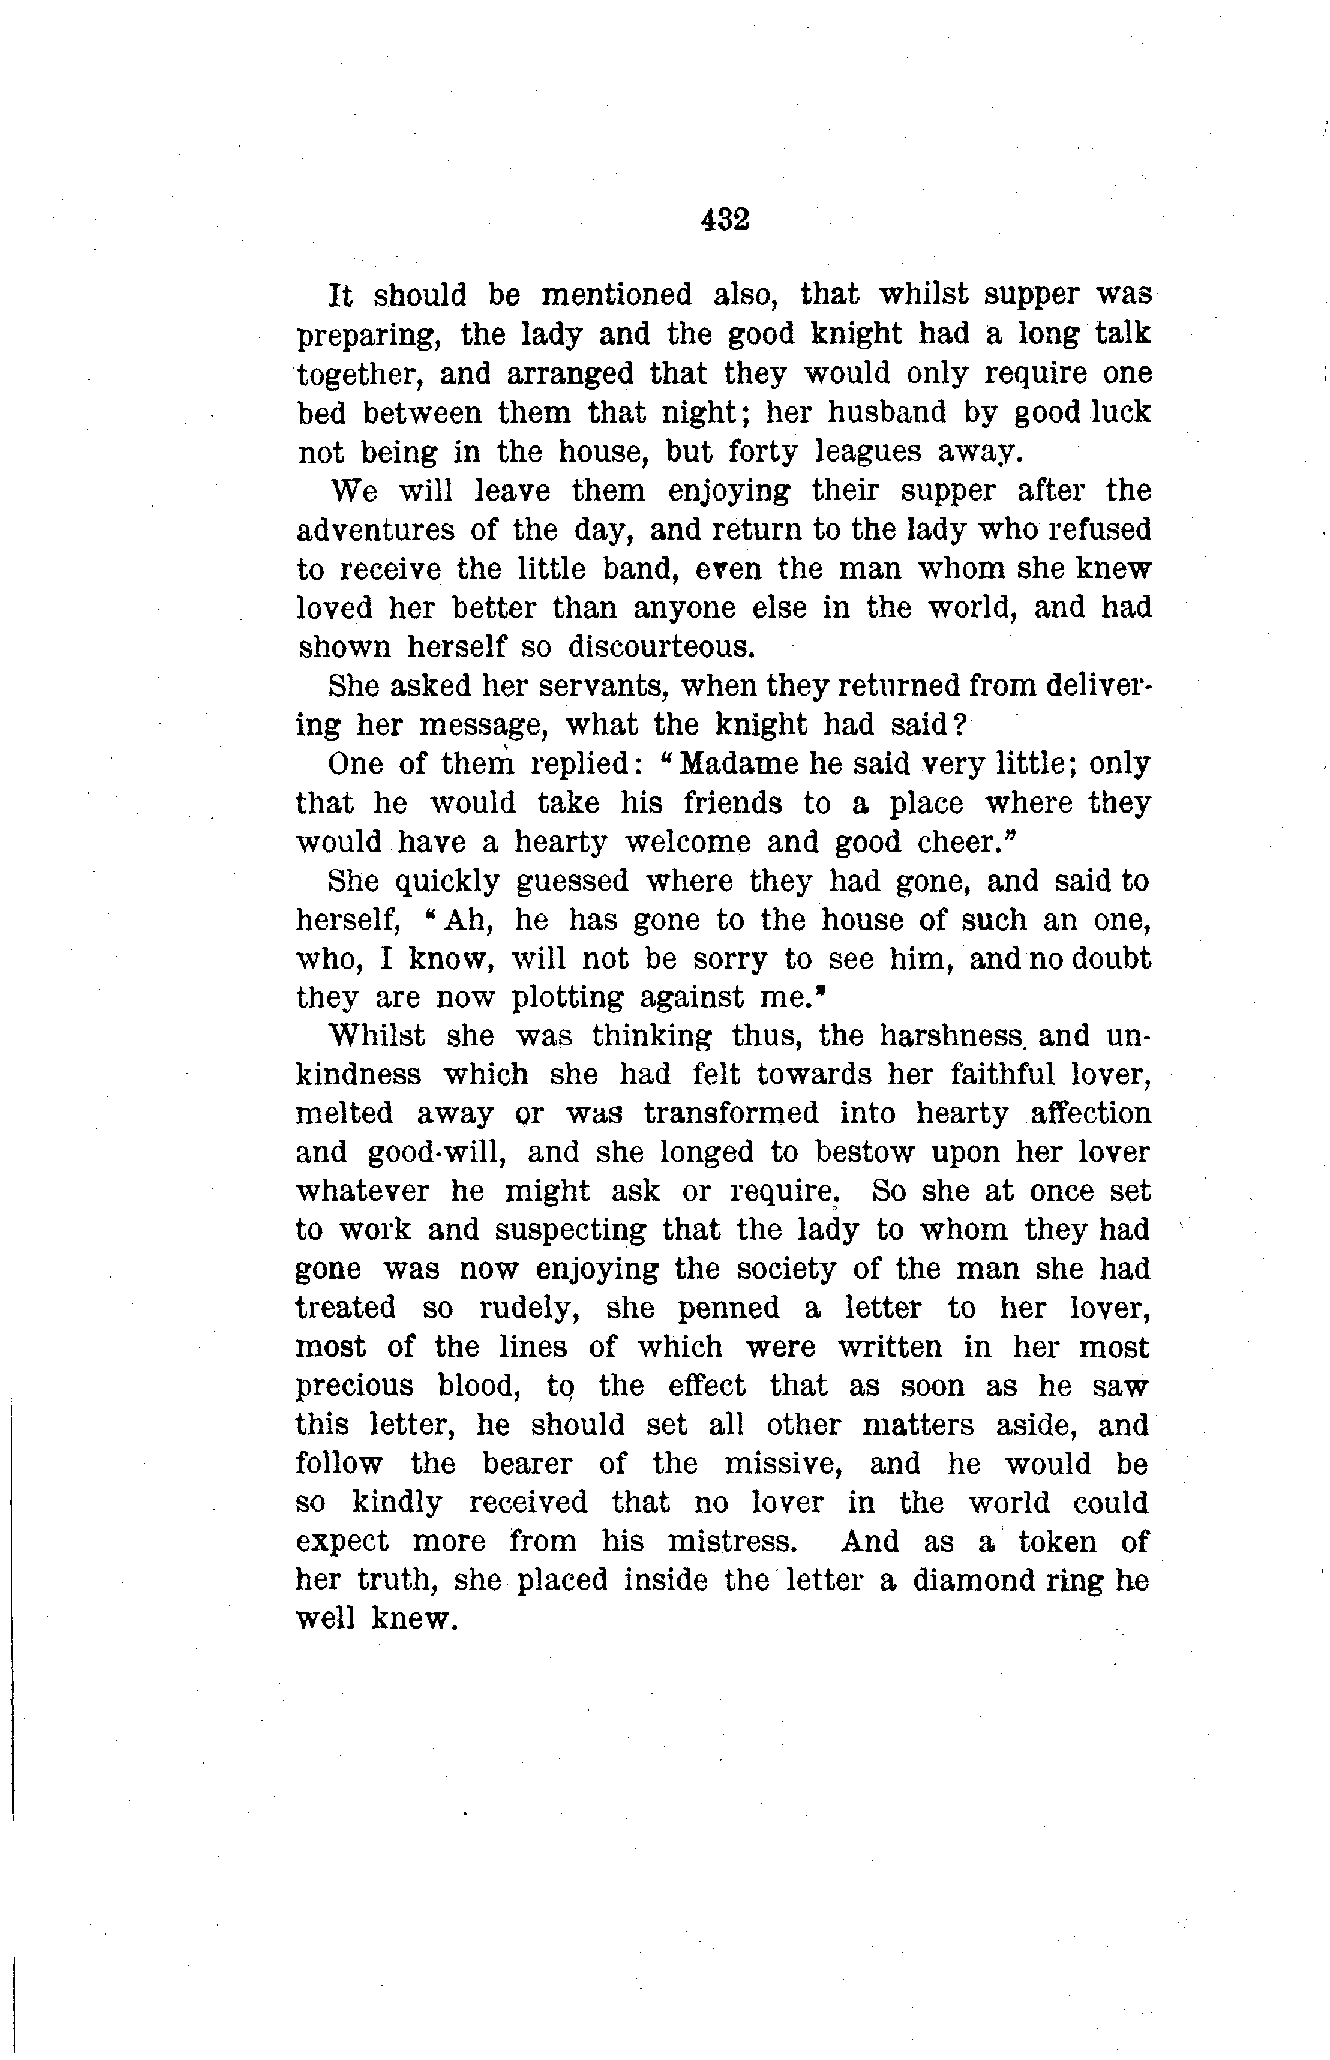 432
It should be mentioned also, that whilst supper was
preparing, the lady and the good knight had a long talk
together, and arranged that they would only require one
bed between them that night; her husband by good luck
not being in the house, but forty leagues away.
We will leave them enjoying their supper after the
adventures of the day, and return to the lady who refused
to receive the little band, even the man whom she knew
loved her better than anyone else in the world, and had
shown herself so discourteous.
She asked her servants, when they returned from deliver-
ing her message, what the knight had said?
One of them replied: "Madame he said very little; only
that he would take his friends to a place where they
would have a hearty welcome and good cheer."
She quickly guessed where they had gone, and said to
herself, "Ah, he has gone to the house of such an one,
who, I know, will not be sorry to see him, and no doubt
they are now plotting against me."
Whilst she was thinking thus, the harshness and un-
kindness which she had felt towards her faithful lover,
melted away or was transformed into hearty affection
and good-will, and she longed to bestow upon her lover
whatever he might ask or require. So she at once set
to work and suspecting that the lady to whom they had
gone was now enjoying the society of the man she had
treated so rudely, she penned a letter to her lover,
most of the lines of which were written in her most
precious blood, to the effect that as soon as he saw
this letter, he should set all other matters aside, and
follow the bearer of the missive, and he would be
so kindly received that no lover in the world could
expect more from his mistress. And as a token of
her truth, she placed inside the letter a diamond ring he
well knew.